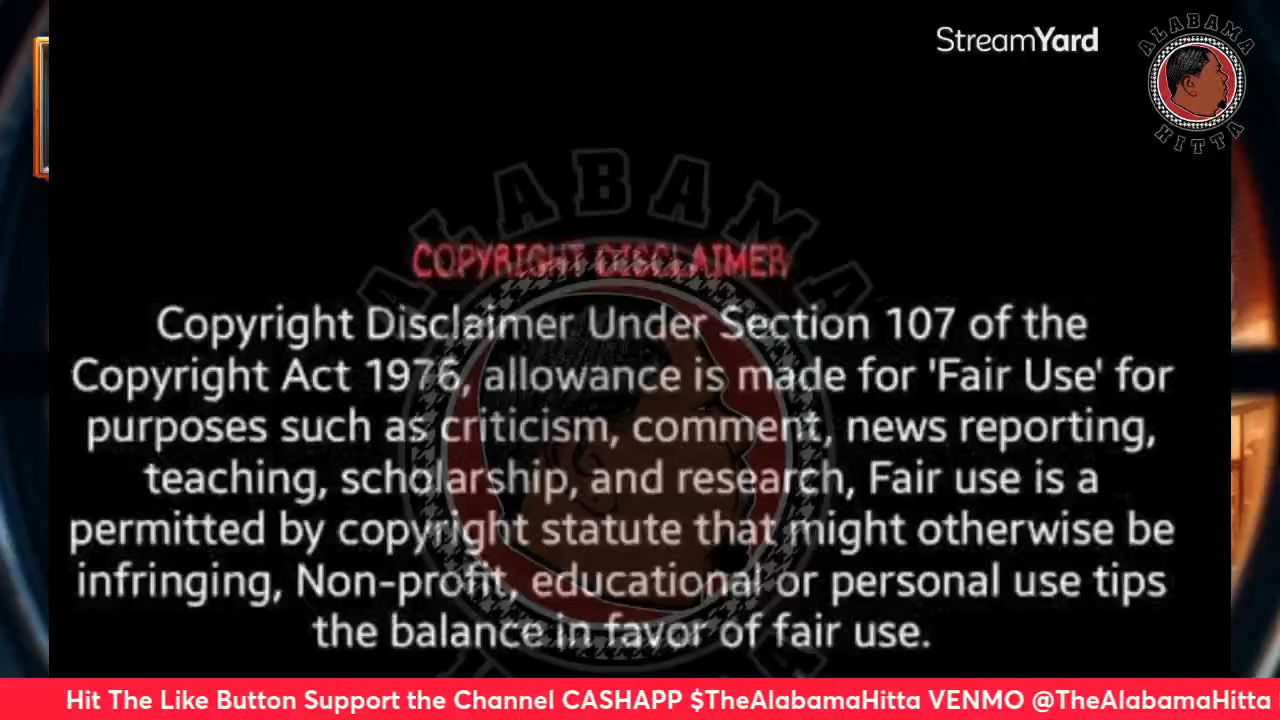 StreamYard
ALABAMA
HITTA
ALABAMA
COPYRIGHT DISCLAIMER
Copyright Disclaimer Under Section 107 of the
Copyright Act 1976, allowance is made for 'Fair Use' for
purposes such as criticism, comment, news reporting,
teaching, scholarship, and research, Fair use is a
permitted by copyright statute that might otherwise be
infringing, Non-profit, educational or personal use tips
the balance in favor of fair use.
Hit The Like Button Support the Channel CASHAPP $TheAlabamaHitta VENMO @TheAlabamaHitta